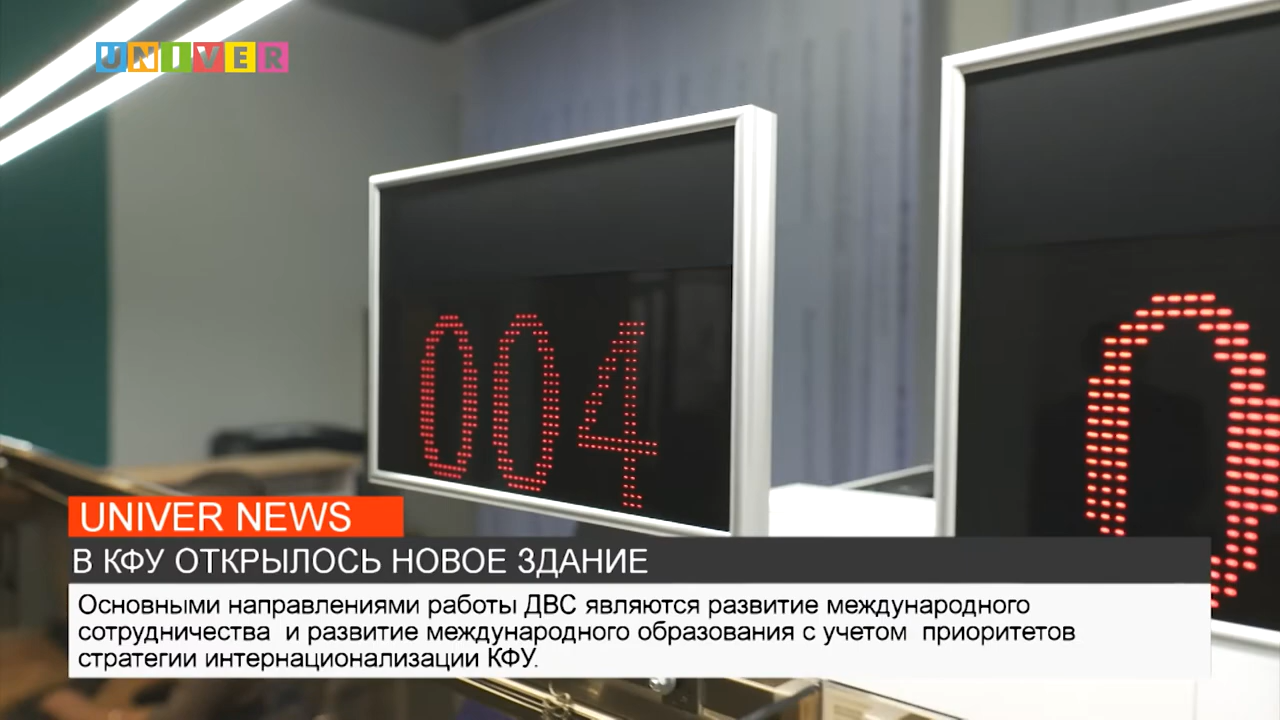 UNIVER
004
0
UNIVER NEWS
В КФУ ОТКРЫЛОСЬ НОВОЕ ЗДАНИЕ
Основными направлениями работы ДВС являются развитие международного
сотрудничества и развитие международного образования с учетом приоритетов
стратегии интернационализации КФУ.